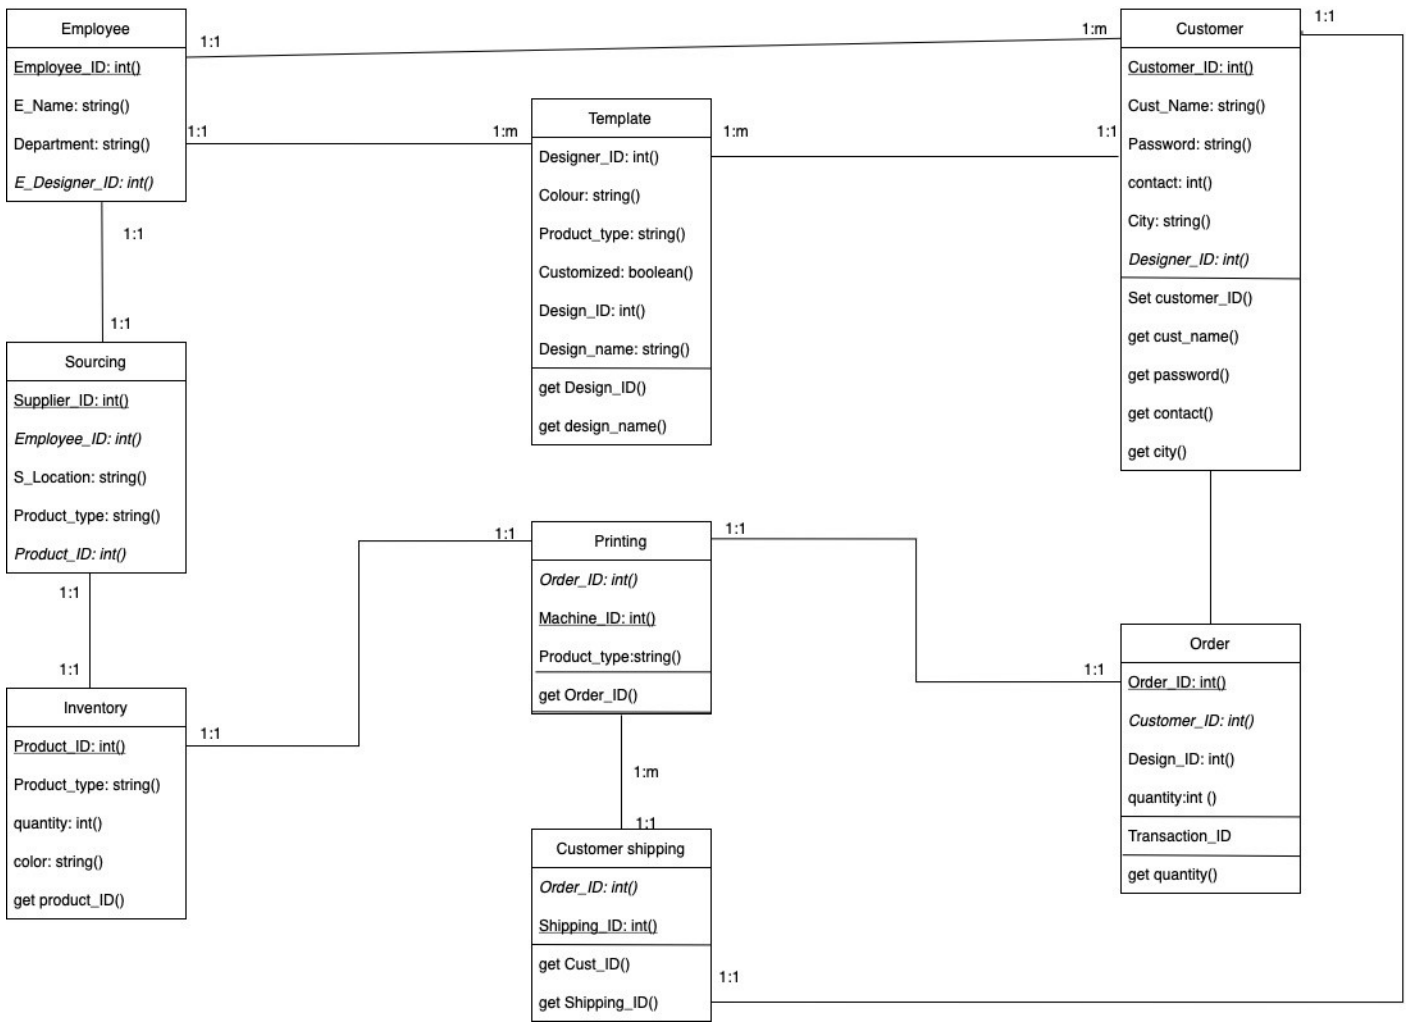 Employee
Employee_ID: int()
E_Name: string()
Department: string()
E_Designer_ID: int()
1:1
1:m
1:1
1:m
1:1
1:1
Template
Designer_ID: int()
Colour: string()
Product_type: string()
Customized: boolean()
Design_ID: int()
Design_name: string()
get Design_ID()
get design_name()
1:m
1:1
Customer
Customer_ID: int()
Cust_Name: string()
Password: string()
contact: int()
City: string()
Designer_ID: int()
Set customer_ID()
get cust_name()
get password()
get contact()
get city()
1:1
1:1
Sourcing
Supplier_ID: int()
Employee_ID: int()
S_Location: string()
Product_type: string()
Product_ID: int()
1:1
1:1
Inventory
Product_ID: int()
Product_type: string()
quantity: int()
color: string()
get product_ID()
1:1
1:1
Printing
Order_ID: int()
Machine_ID: int()
Product_type:string()
get Order_ID()
1:1
1:1
1:m
1:1
Customer shipping
Order_ID: int()
Shipping_ID: int()
get Cust_ID()
get Shipping_ID()
1:1
Order
Order_ID: int()
Customer_ID: int()
Design_ID: int()
quantity:int ()
Transaction_ID
get quantity()